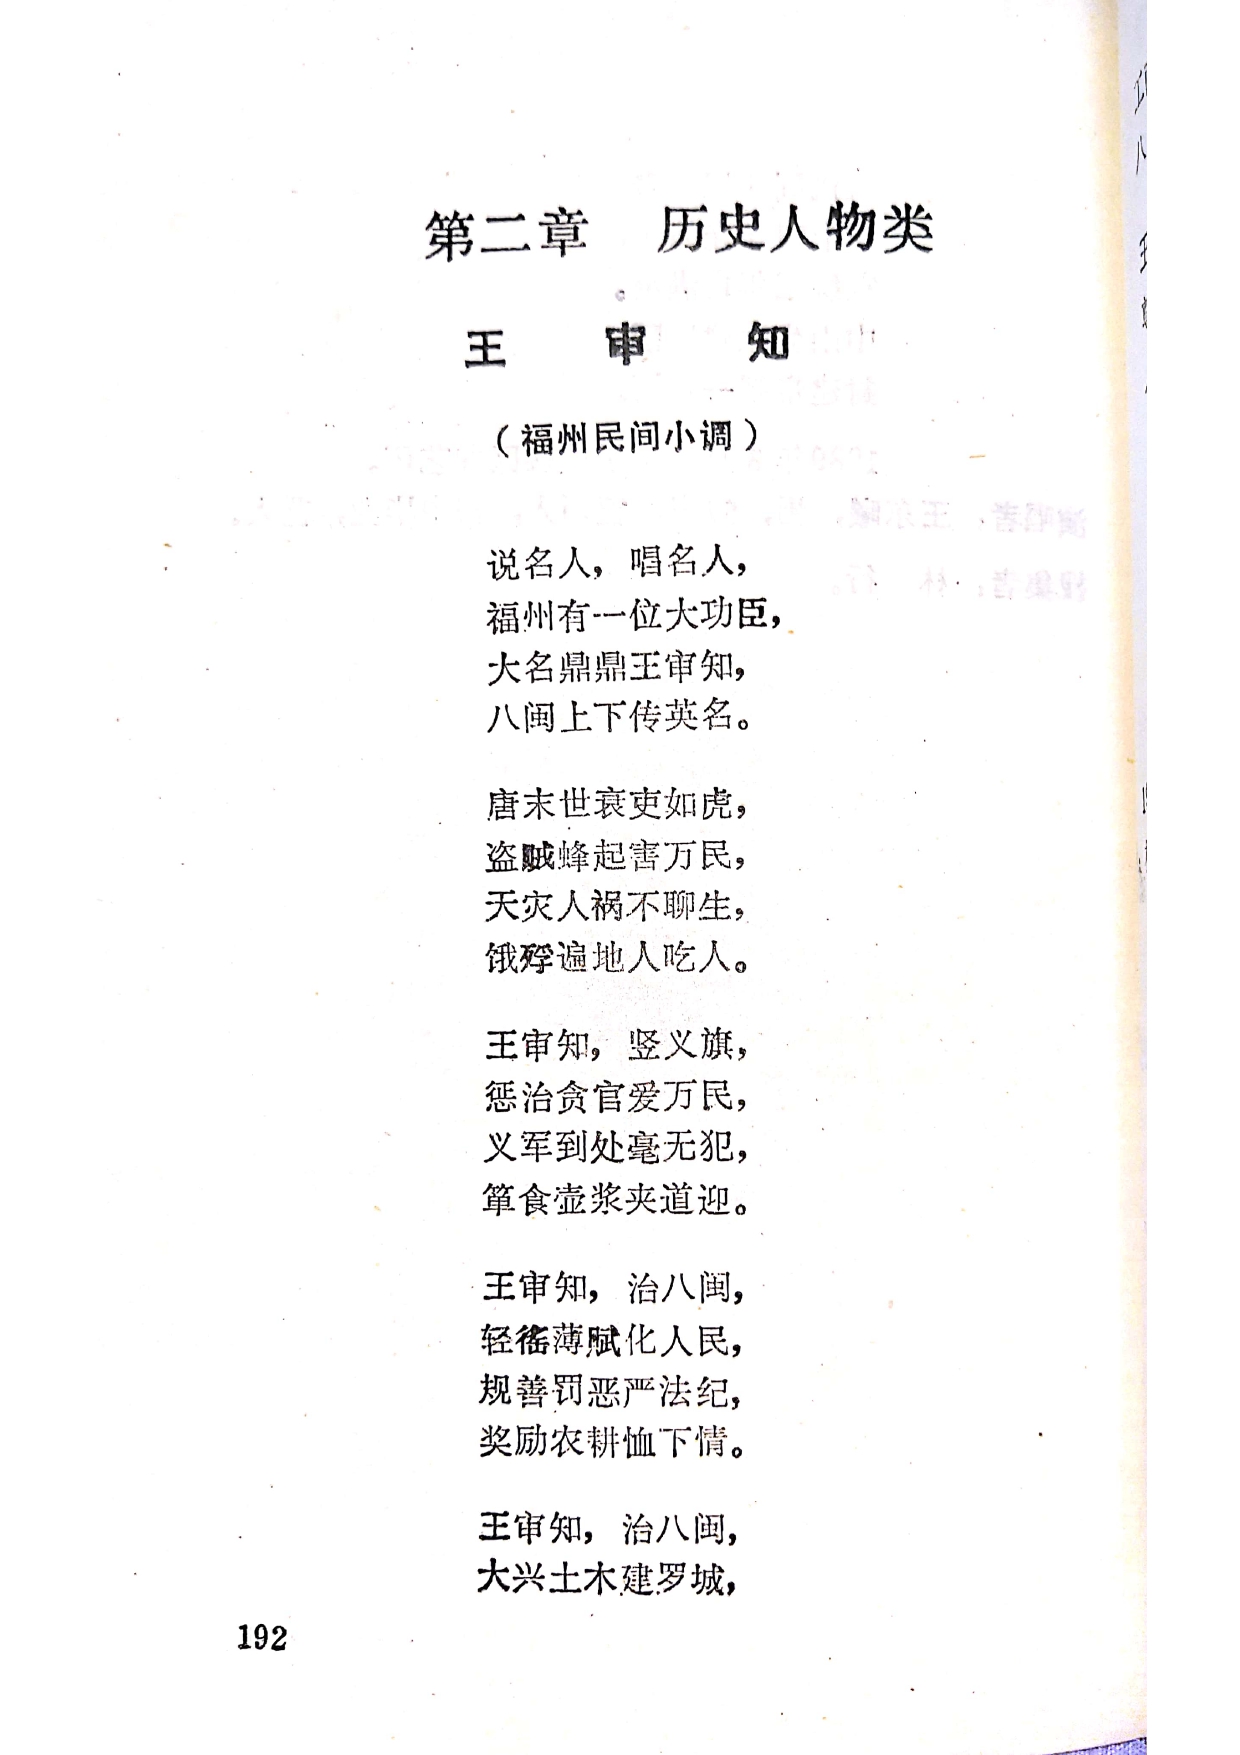 第二章 历史人物类
王 审 知
（福州民间小调）
说名人，唱名人，
福州有一位大功臣，
大名鼎鼎王审知，
八闽上下传英名。
唐末世衰吏如虎，
盗贼蜂起害万民，
天灾人祸不聊生，
饿殍遍地人吃人。
王审知，竖义旗，
惩治贪官爱万民，
义军到处毫无犯，
箪食壶浆夹道迎。
王审知，治八闽，
轻徭薄赋化人民，
规善罚恶严法纪，
奖励农耕恤下情。
王审知，治八闽，
大兴土木建罗城，
192